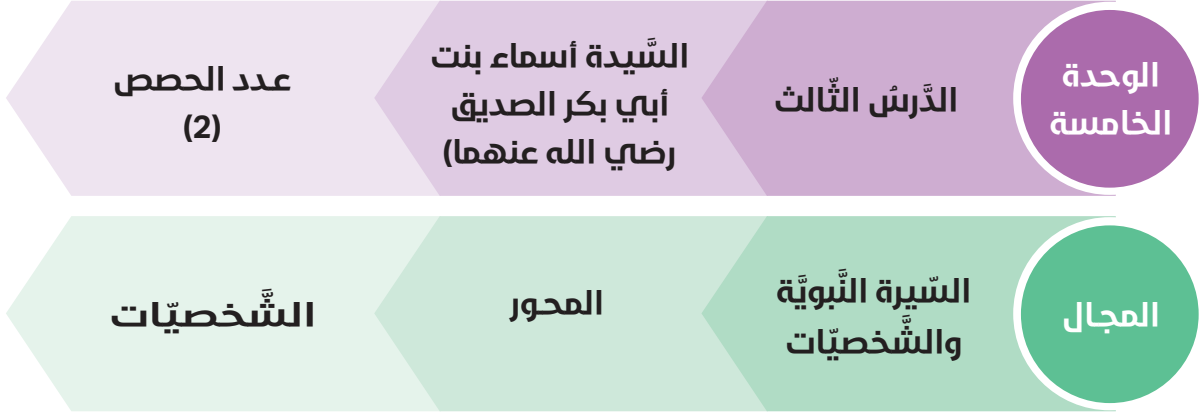 الوحدة
الخامسة
الدَّرسُ الثّالث
السَّيدة أسماء بنت
أبي بكر الصديق
رضي الله عنهما)
عدد الحصص
(2)
المجال
السّيرة النَّبويَّة
والشَّخصيّات
المحور
الشَّخصيّات